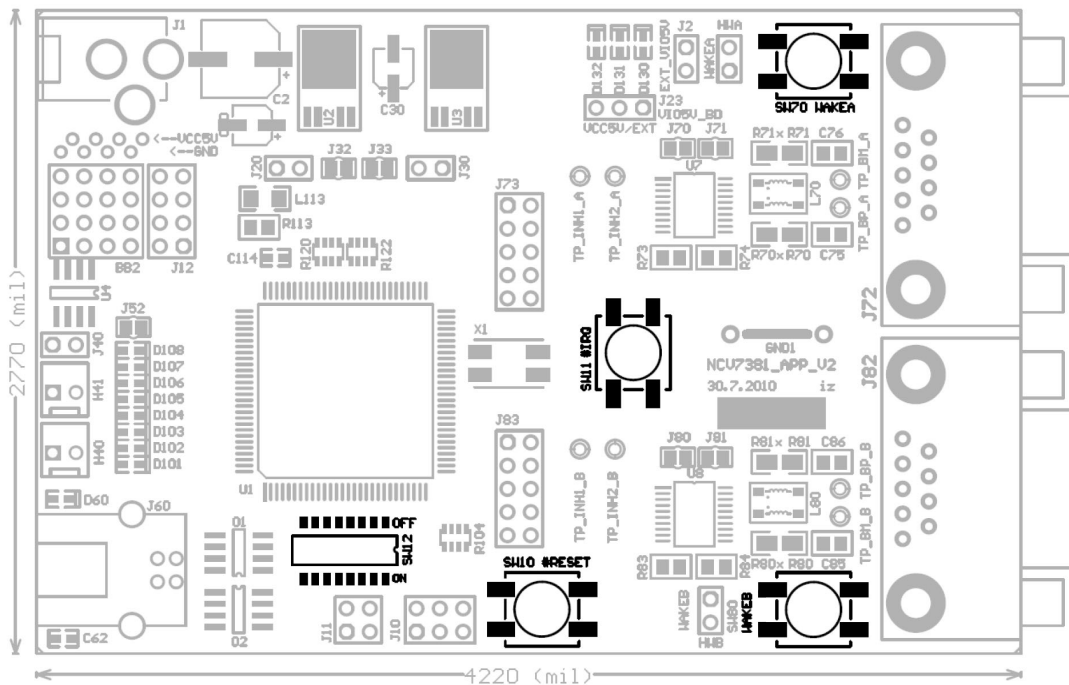 J1
C2
U2
C30
U3
D132
D131
D130
J2
EXT_VIO5V
HWA
WAKEA
SW70 WAKEA
J23
VIO5V_BD
VCC5V/EXT
<--VCC5V
<--GND
J20
J32
J33
J30
J70
J71
U7
R71× R71
C76
TP_BM_A
L70
TP_BP_A
R70× R70
C75
J72
L113
R113
C114
R120
R122
J73
TP_INH1_A
TP_INH2_A
R73
R74
BB2
J12
U4
J52
J40
H41
H40
D108
D107
D106
D105
D104
D103
D102
D101
X1
SW11 #IRQ
GND1
NCV7381_APP_V2
30.7.2010 iz
J82
J83
TP_INH1_B
TP_INH2_B
J80
J81
U8
R81× R81
C86
TP_BP_B
L80
TP_BM_B
R80× R80
C85
R83
R84
U1
D60
J60
O1
O2
OFF
SW12
ON
R104
SW10 #RESET
J11
J10
WAKEB
HWB
SW80
WAKEB
C62
2770 (mil)
4220 (mil)